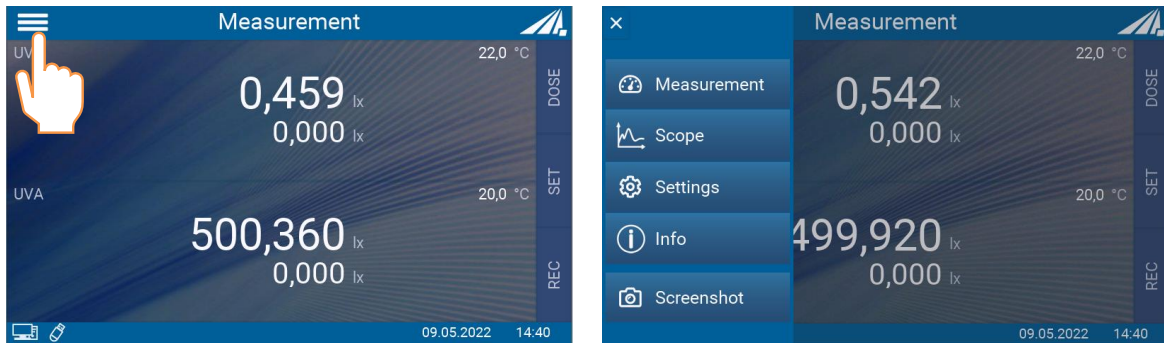 Measurement
UV
22,0 °C
0,459 lx
0,000 lx
DOSE
UVA
20,0 °C
SET
500,360 lx
0,000 lx
REC
09.05.2022 14:40
×
Measurement
22,0 °C
Measurement
0,542 lx
DOSE
Scope
0,000 lx
Settings
20,0 °C
SET
Info
499,920 lx
0,000 lx
REC
Screenshot
09.05.2022 14:40